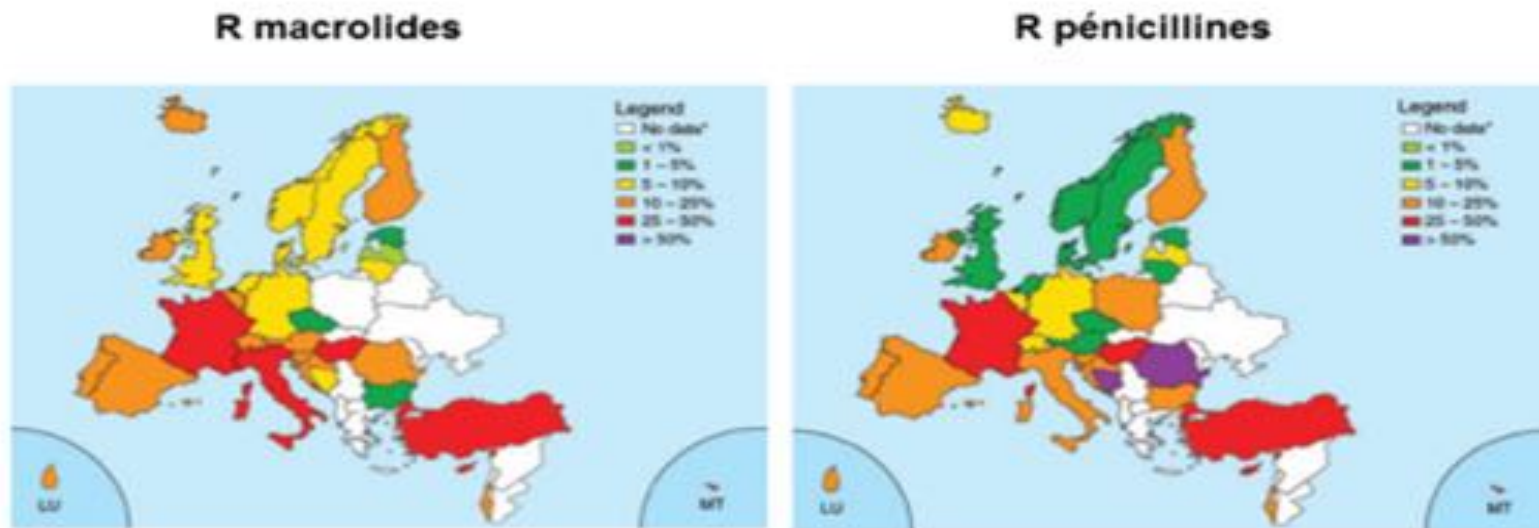 R macrolides
R pénicillines
Legend
No data*
< 1%
1 – 5%
5 – 10%
10 – 25%
25 – 50%
> 50%
LU
MT
Legend
No data*
< 1%
1 – 5%
5 – 10%
10 – 25%
25 – 50%
> 50%
LU
MT